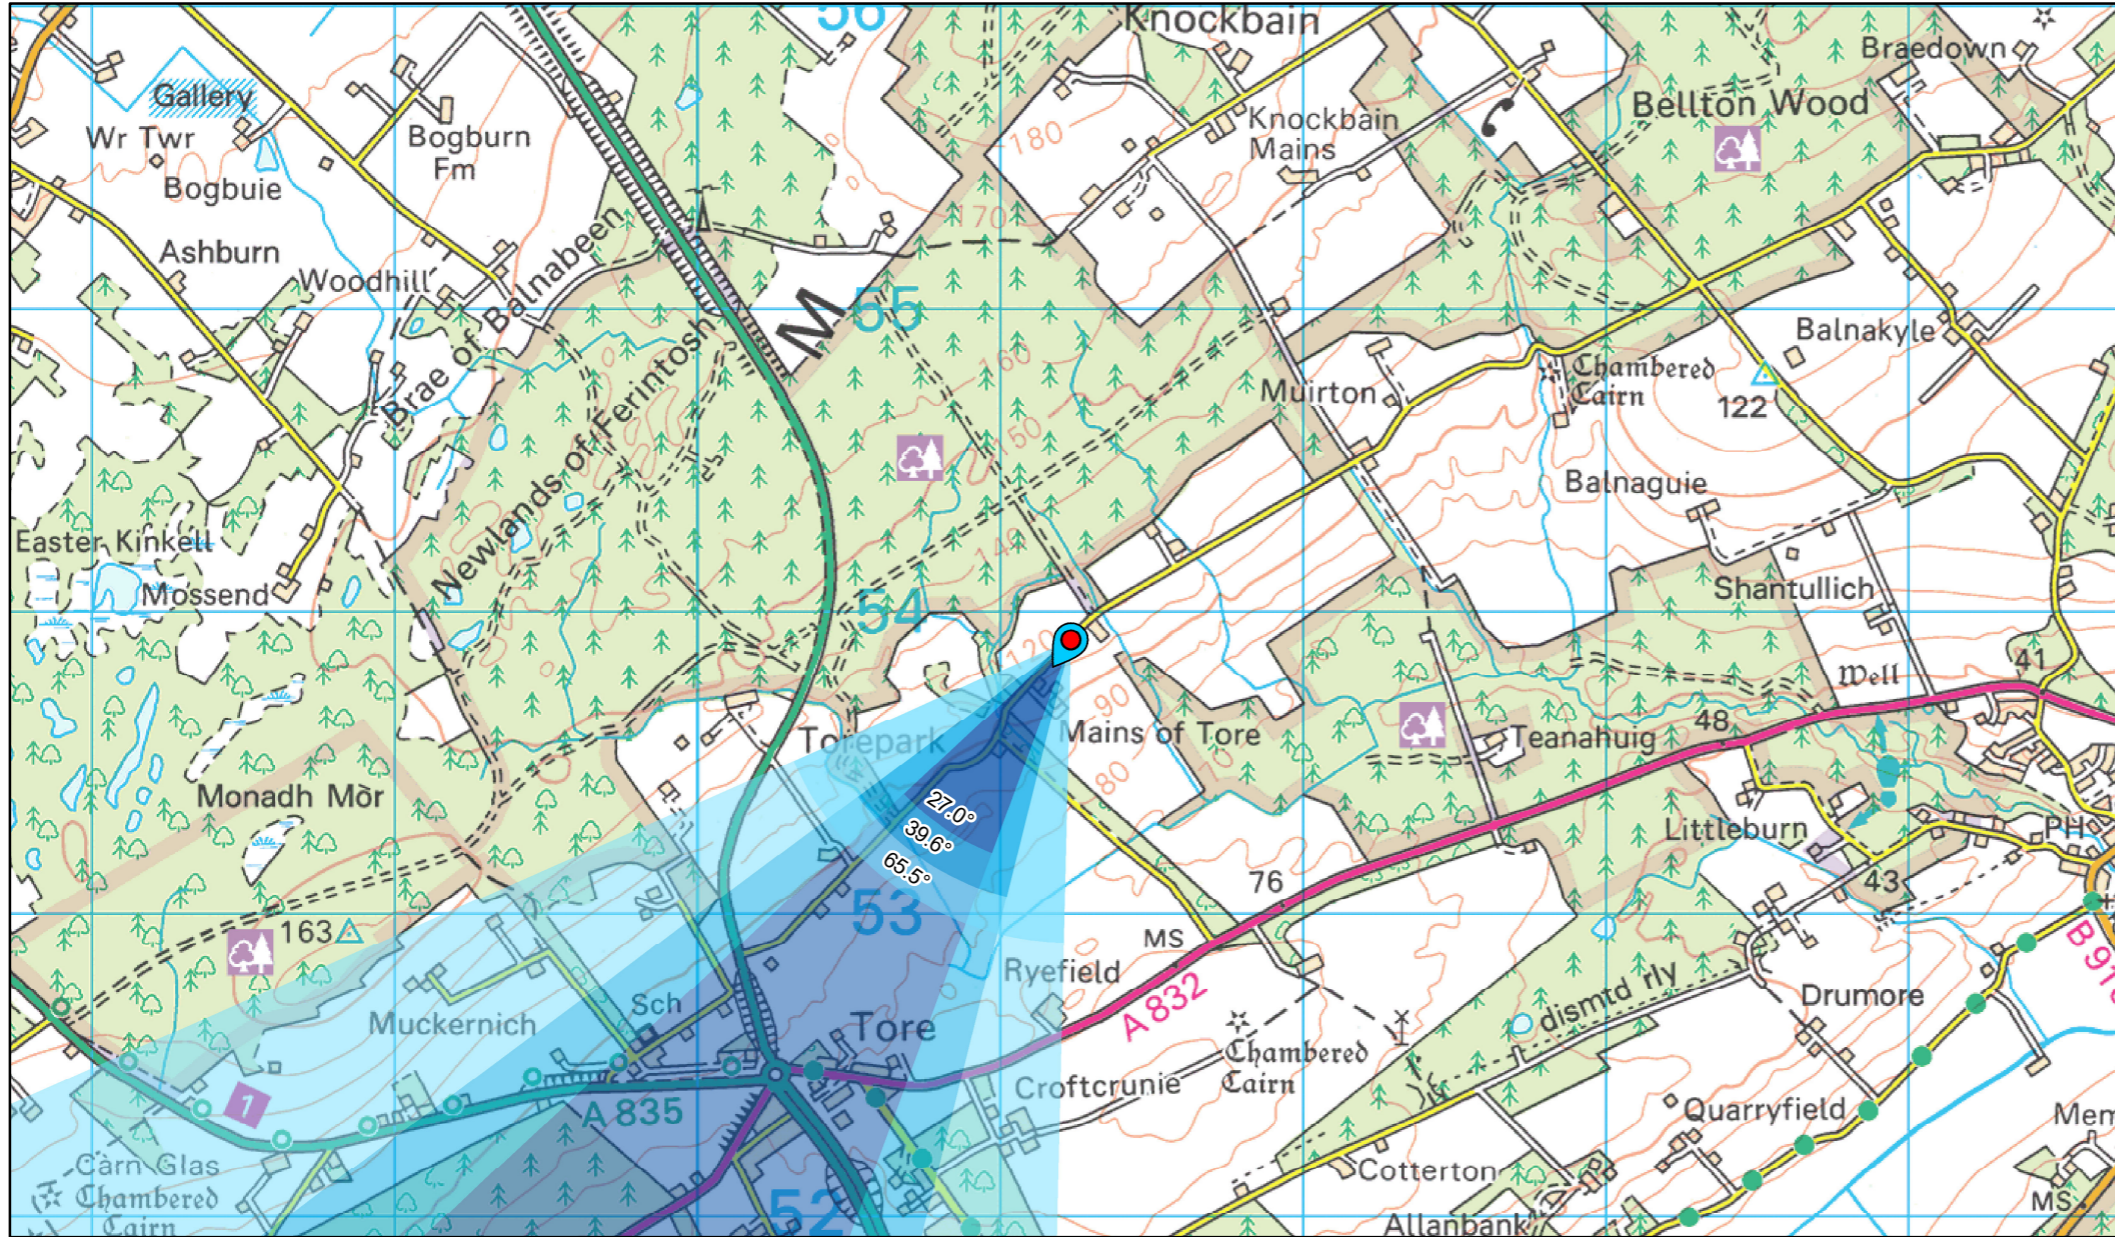 56
Knockbain
Braedown
Gallery
Wr Twr
Bogburn
Fm
Bogbuie
Knockbain
Mains
180
Bellton Wood
170
Ashburn
Woodhill
Brae of Balnabeen
M
55
Newlands of Ferintosh
160
150
140
Muirton
Chambered
Cairn
122
Balnakyle
Balnaguie
Easter Kinkell
Mossend
54
120
Shantullich
Well
41
90
80
Torepark
Mains of Tore
Teanahuig
48
Monadh Mòr
27.0°
39.6°
65.5°
Littleburn
PH
43
76
53
163
MS
Ryefield
A 832
B 916
dismtd rly
Drumore
Muckernich
Sch
Tore
Chambered
Cairn
Croftcrunie
1
A 835
Quarryfield
Mem
Càrn Glas
Chambered
Cairn
52
Cotterton
Allanbank
MS